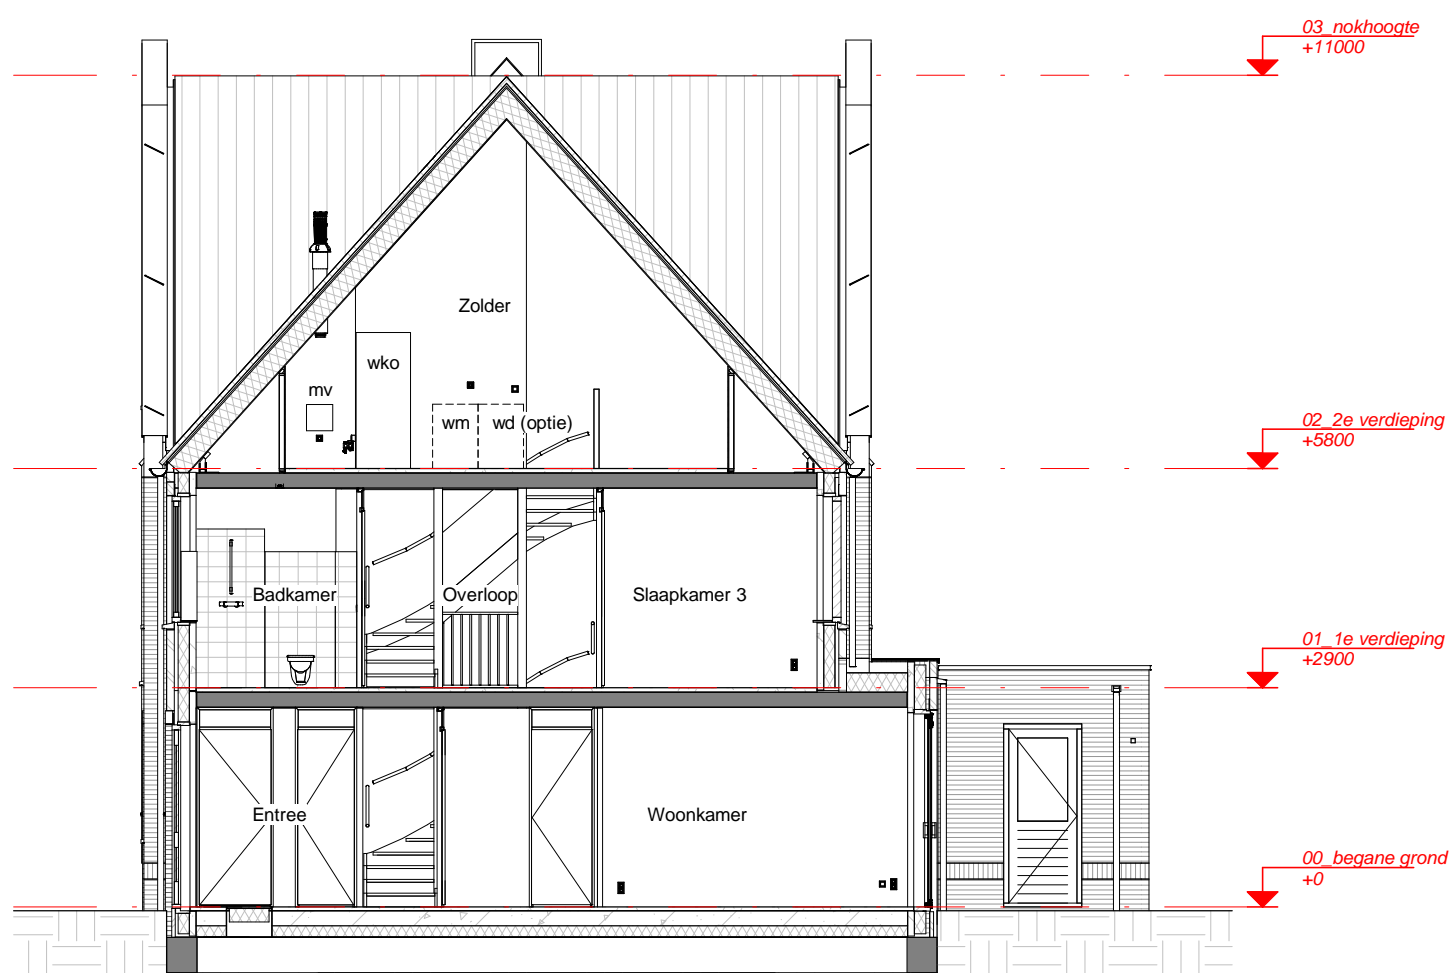 03_nokhoogte
+11000
Zolder
wko
mv
wm
wd (optie)
02_2e verdieping
+5800
Badkamer
Overloop
Slaapkamer 3
01_1e verdieping
+2900
Entree
Woonkamer
00_begane grond
+0